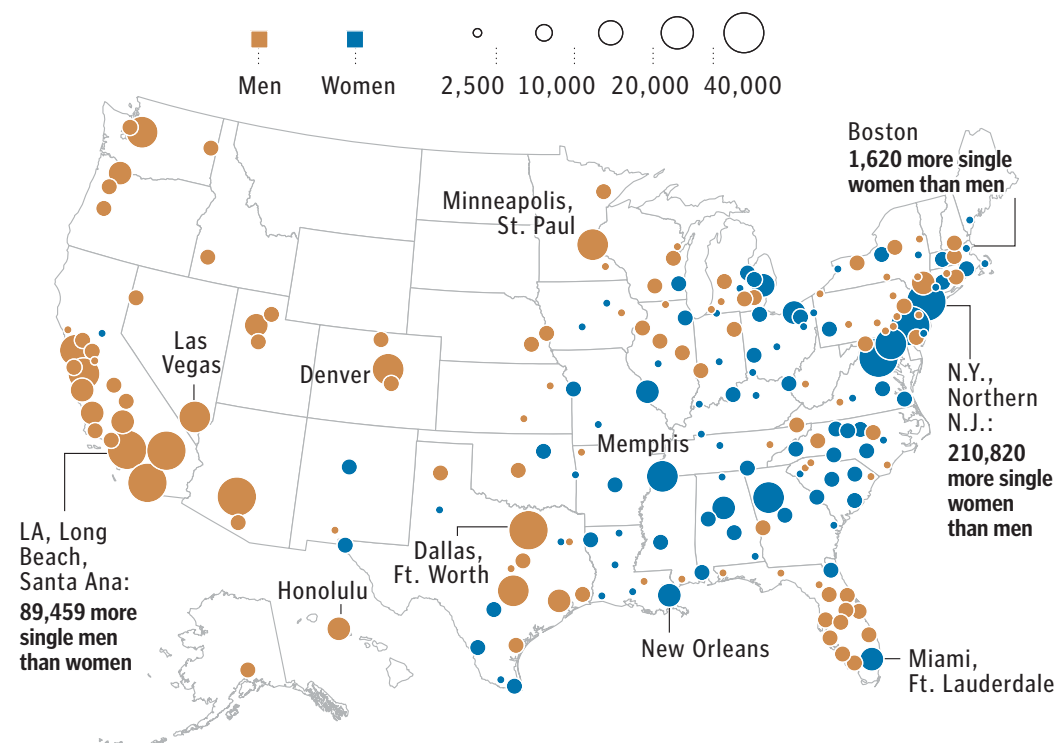 Men
Women
2,500
10,000
20,000
40,000
Boston
1,620 more single
women than men
Minneapolis,
St. Paul
Las
Vegas
Denver
N.Y.,
Northern
N.J.:
210,820
more single
women
than men
Memphis
LA, Long
Beach,
Santa Ana:
89,459 more
single men
than women
Dallas,
Ft. Worth
Honolulu
New Orleans
Miami,
Ft. Lauderdale